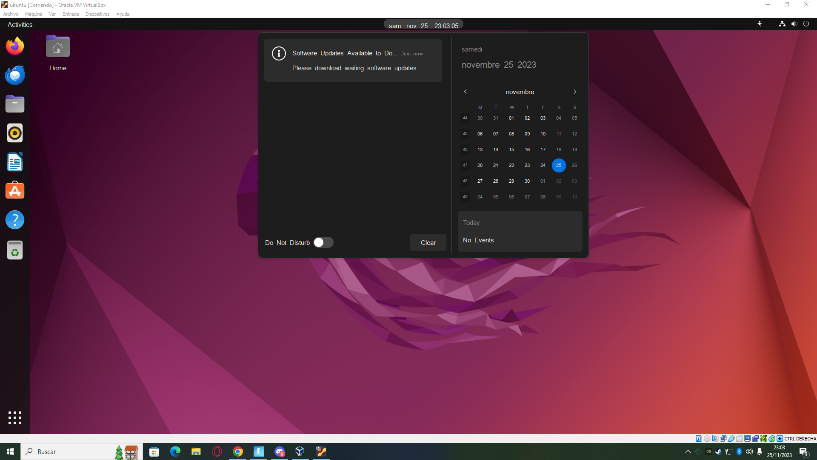 ubuntu [Corriendo] - Oracle VM VirtualBox
Archivo Máquina Ver Entrada Dispositivos Ayuda
Activities
sam. nov. 25 23:03:05
Home
Software Updates Available to Do... Just now
Please download waiting software updates
Do Not Disturb
Clear
samedi
novembre 25 2023
novembre
M T W T F S S
44 30 31 01 02 03 04 05
45 06 07 08 09 10 11 12
46 13 14 15 16 17 18 19
47 20 21 22 23 24 25 26
48 27 28 29 30 01 02 03
49 04 05 06 07 08 09 10
Today
No Events
CTRL DERECHA
Buscar
23:03
25/11/2023